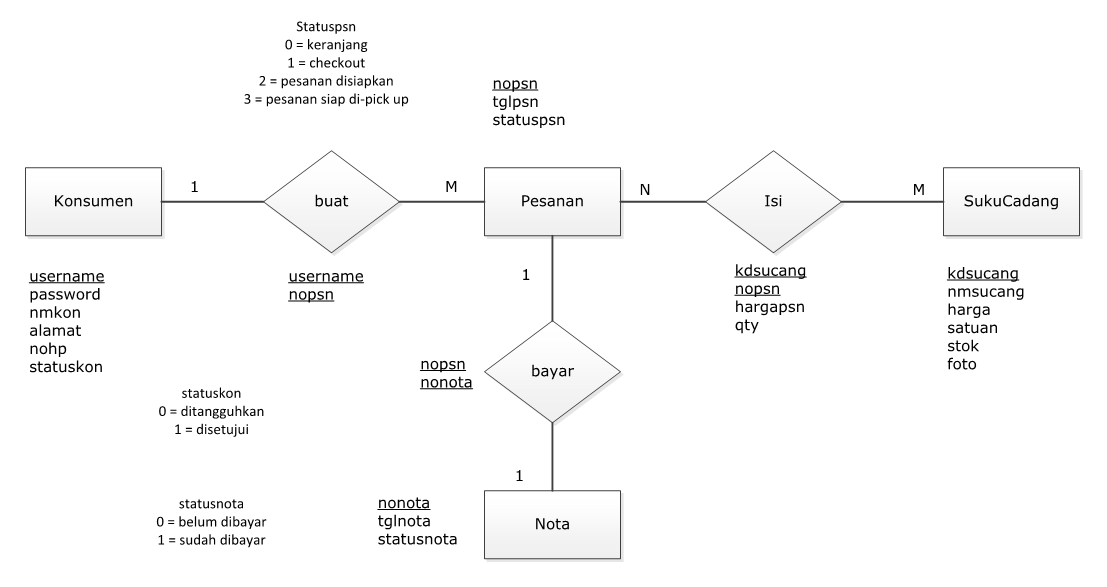 Statuspsn
0 = keranjang
1 = checkout
2 = pesanan disiapkan
3 = pesanan siap di-pick up
nopsn
tglpsn
statuspsn
Konsumen
1
buat
M
Pesanan
N
Isi
M
SukuCadang
username
password
nmkon
alamat
nohp
statuskon
username
nopsn
1
kdsucang
nopsn
hargapsn
qty
kdsucang
nmsucang
harga
satuan
stok
foto
nopsn
nonota
bayar
statuskon
0 = ditangguhkan
1 = disetujui
1
statusnota
0 = belum dibayar
1 = sudah dibayar
nonota
tglnota
statusnota
Nota